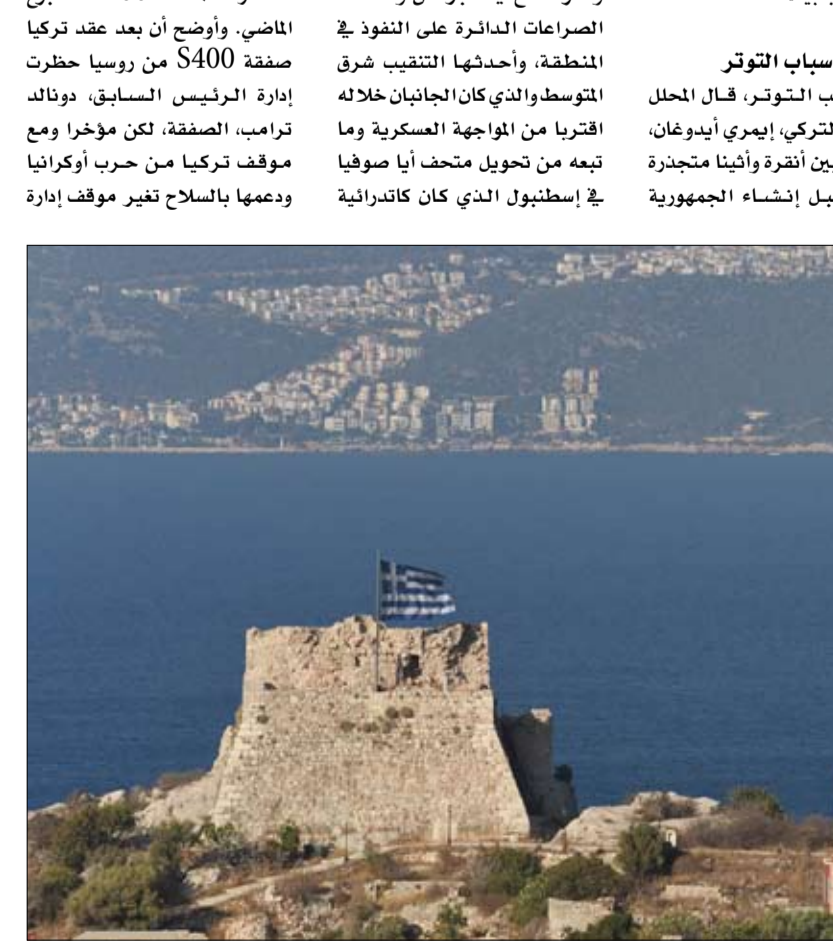 سباب التوتر
ب التوتر، قال المحلل
لتركي، إيمري أيدوغان،
ين أنقرة وأثينا متجذرة
بل إنشاء الجمهورية
الصراعات الدائرة على النفوذ في
المنطقة، وأحدثها التنقيب شرق
المتوسط والذي كان الجانبان خلاله
اقتربا من المواجهة العسكرية وما
تبعه من تحويل متحف أيا صوفيا
في إسطنبول الذي كان كاتدرائية
الماضي. وأوضح أن بعد عقد تركيا
صفقة S400 من روسيا حظرت
إدارة الرئيس السابق، دونالد
ترامب، الصفقة، لكن مؤخرا ومع
موقف تركيا من حرب أوكرانيا
ودعمها بالسلاح تغير موقف إدارة